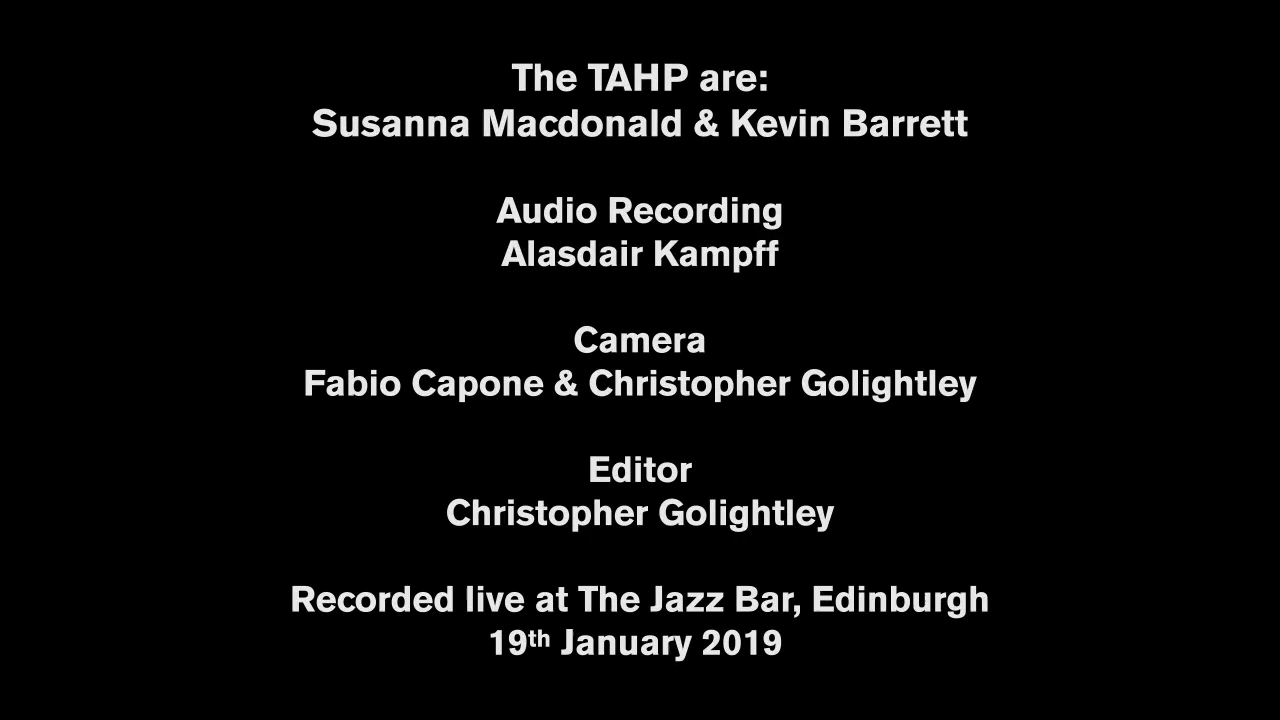 The TAHP are:
Susanna Macdonald & Kevin Barrett
Audio Recording
Alasdair Kampff
Camera
Fabio Capone & Christopher Golightley
Editor
Christopher Golightley
Recorded live at The Jazz Bar, Edinburgh
19th January 2019